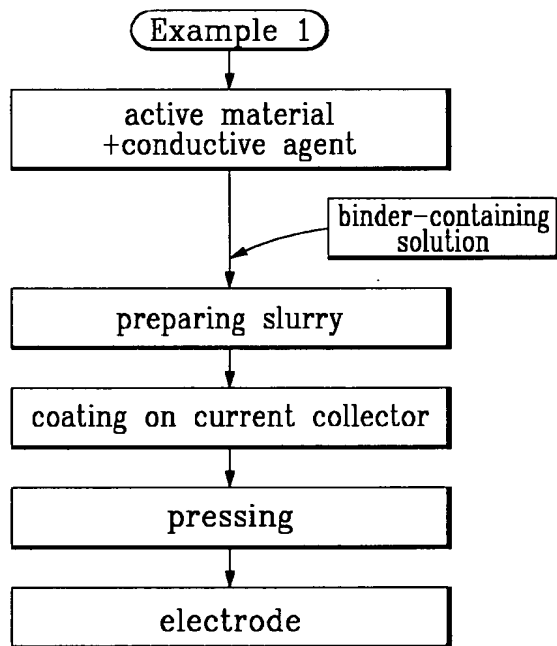 Example 1
active material
+conductive agent
binder-containing
solution
preparing slurry
coating on current collector
pressing
electrode